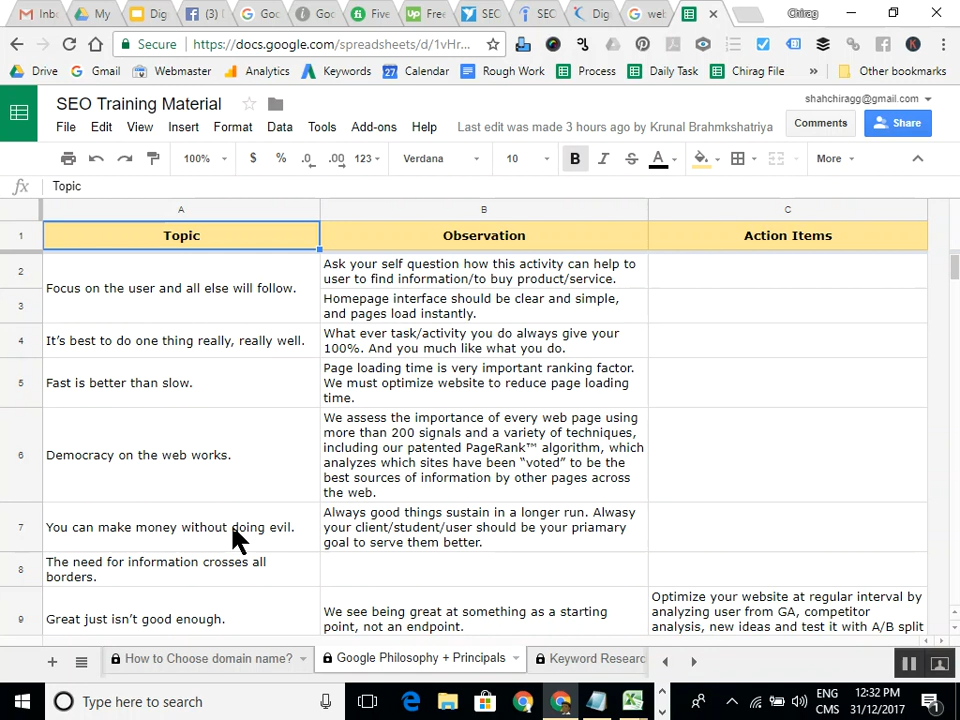 Inb
My
Dig
(3)
Goo
Goo
Five
Free
SEC
SEC
Dig
web
Chirag
Secure
https://docs.google.com/spreadsheets/d/1vHr...
Drive
Gmail
Webmaster
Analytics
Keywords
27
Calendar
Rough Work
Process
Daily Task
Chirag File
»
Other bookmarks
SEO Training Material
shahchiragg@gmail.com
File Edit View Insert Format Data Tools Add-ons Help
Last edit was made 3 hours ago by Krunal Brahmkshatriya
Comments
Share
100% $ % .0 .00 123 Verdana 10 B I S A More
fx Topic
A B C
1 Topic Observation Action Items
2
Focus on the user and all else will follow.
Ask your self question how this activity can help to
user to find information/to buy product/service.
3
Homepage interface should be clear and simple,
and pages load instantly.
4
It's best to do one thing really, really well.
What ever task/activity you do always give your
100%. And you much like what you do.
5
Fast is better than slow.
Page loading time is very important ranking factor.
We must optimize website to reduce page loading
time.
6
Democracy on the web works.
We assess the importance of every web page using
more than 200 signals and a variety of techniques,
including our patented PageRank™ algorithm, which
analyzes which sites have been “voted” to be the
best sources of information by other pages across
the web.
7
You can make money without doing evil.
Always good things sustain in a longer run. Alwasy
your client/student/user should be your priamary
goal to serve them better.
8
The need for information crosses all
borders.
9
Great just isn't good enough.
We see being great at something as a starting
point, not an endpoint.
Optimize your website at regular interval by
analyzing user from GA, competitor
analysis, new ideas and test it with A/B split
How to Choose domain name?
Google Philosophy + Principals
Keyword Researc
Type here to search
ENG
CMS
12:32 PM
31/12/2017
1